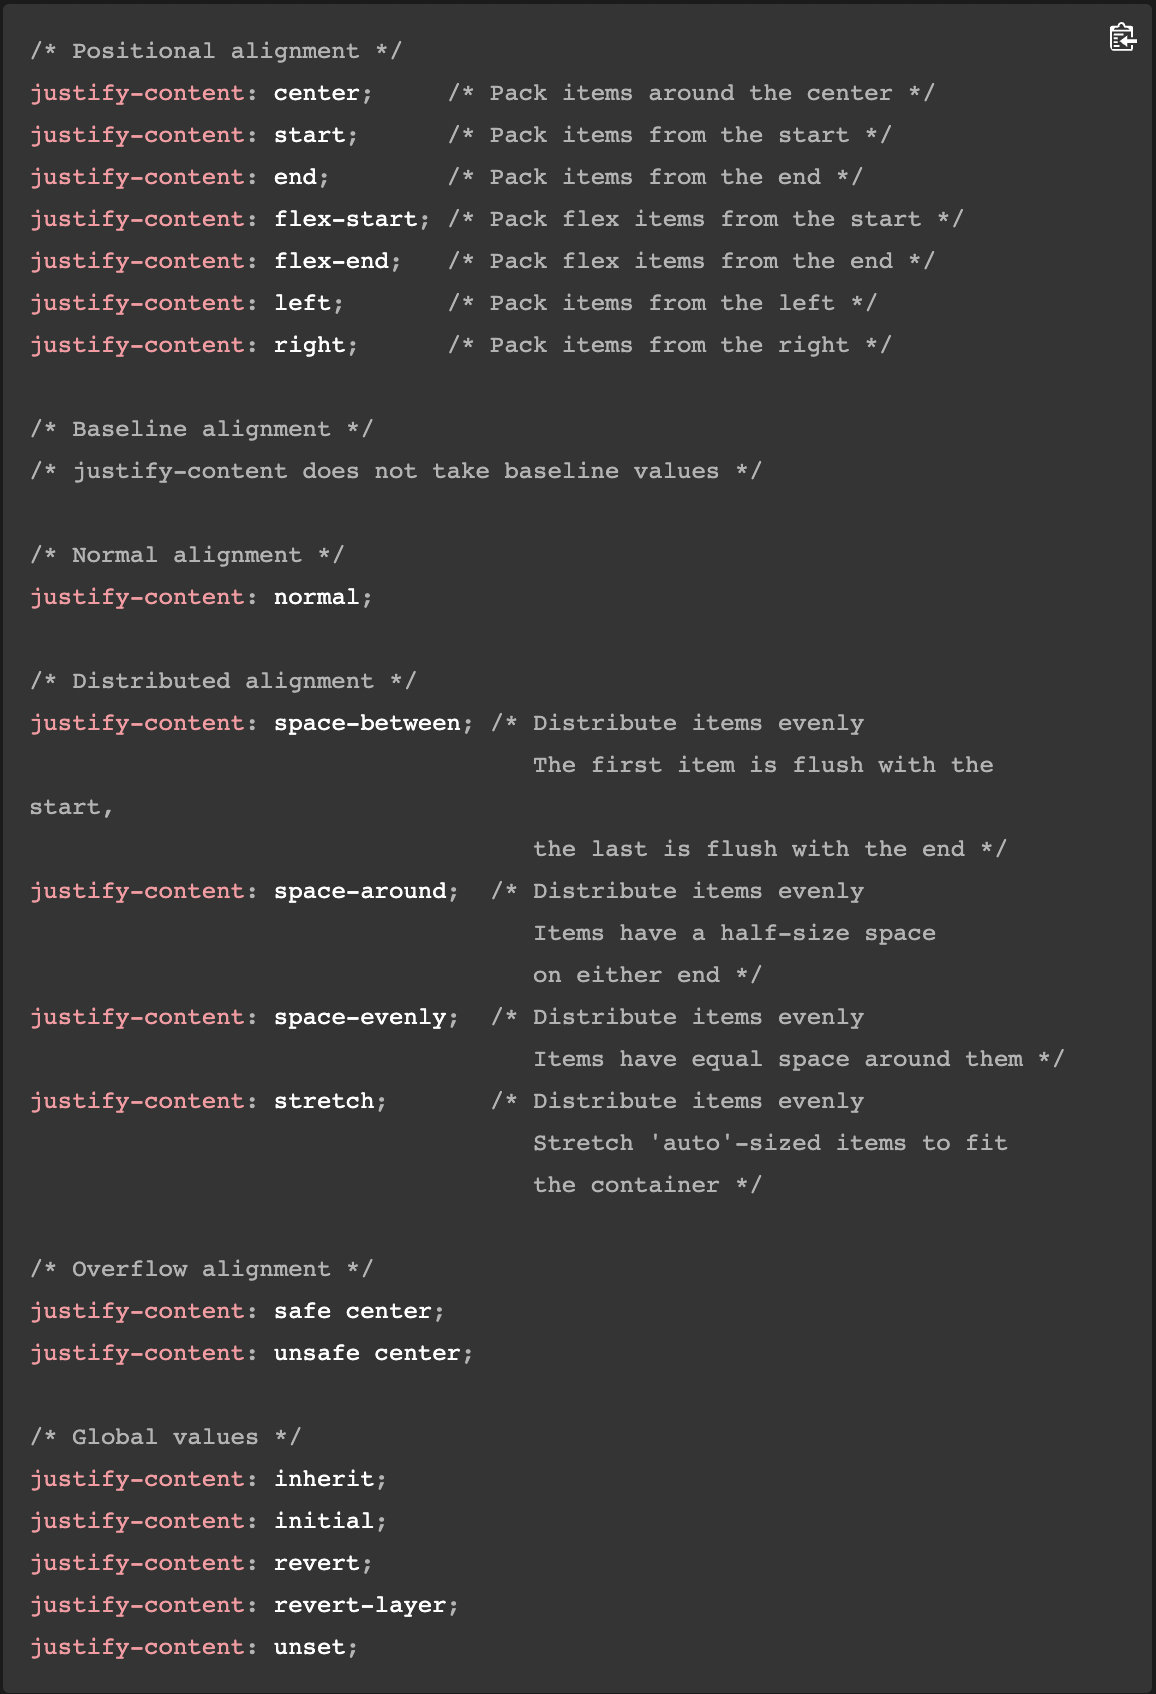 /* Positional alignment */
justify-content: center;     /* Pack items around the center */
justify-content: start;      /* Pack items from the start */
justify-content: end;        /* Pack items from the end */
justify-content: flex-start; /* Pack flex items from the start */
justify-content: flex-end;   /* Pack flex items from the end */
justify-content: left;       /* Pack items from the left */
justify-content: right;      /* Pack items from the right */

/* Baseline alignment */
/* justify-content does not take baseline values */

/* Normal alignment */
justify-content: normal;

/* Distributed alignment */
justify-content: space-between; /* Distribute items evenly
                                   The first item is flush with the
start,
                                   the last is flush with the end */
justify-content: space-around;  /* Distribute items evenly
                                   Items have a half-size space
                                   on either end */
justify-content: space-evenly;  /* Distribute items evenly
                                   Items have equal space around them */
justify-content: stretch;       /* Distribute items evenly
                                   Stretch 'auto'-sized items to fit
                                   the container */

/* Overflow alignment */
justify-content: safe center;
justify-content: unsafe center;

/* Global values */
justify-content: inherit;
justify-content: initial;
justify-content: revert;
justify-content: revert-layer;
justify-content: unset;